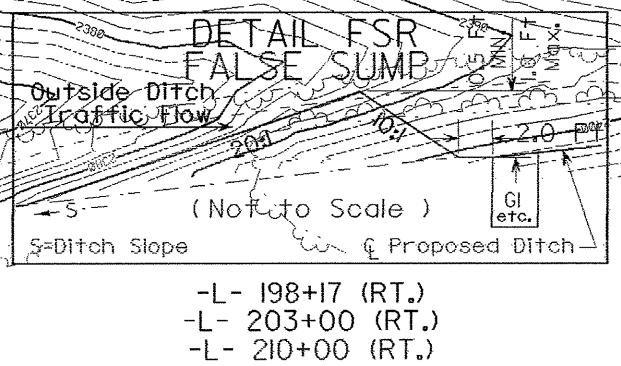 DETAIL FSR
FALSE SUMP
2380
Outside Ditch
Traffic Flow
20:1
10:1
0.5 Ft
MIN.
1.0 Ft
Max.
2.0 FT
S
(Not to Scale)
GI
etc.
S=Ditch Slope
℄ Proposed Ditch
-L- 198+17 (RT.)
-L- 203+00 (RT.)
-L- 210+00 (RT.)